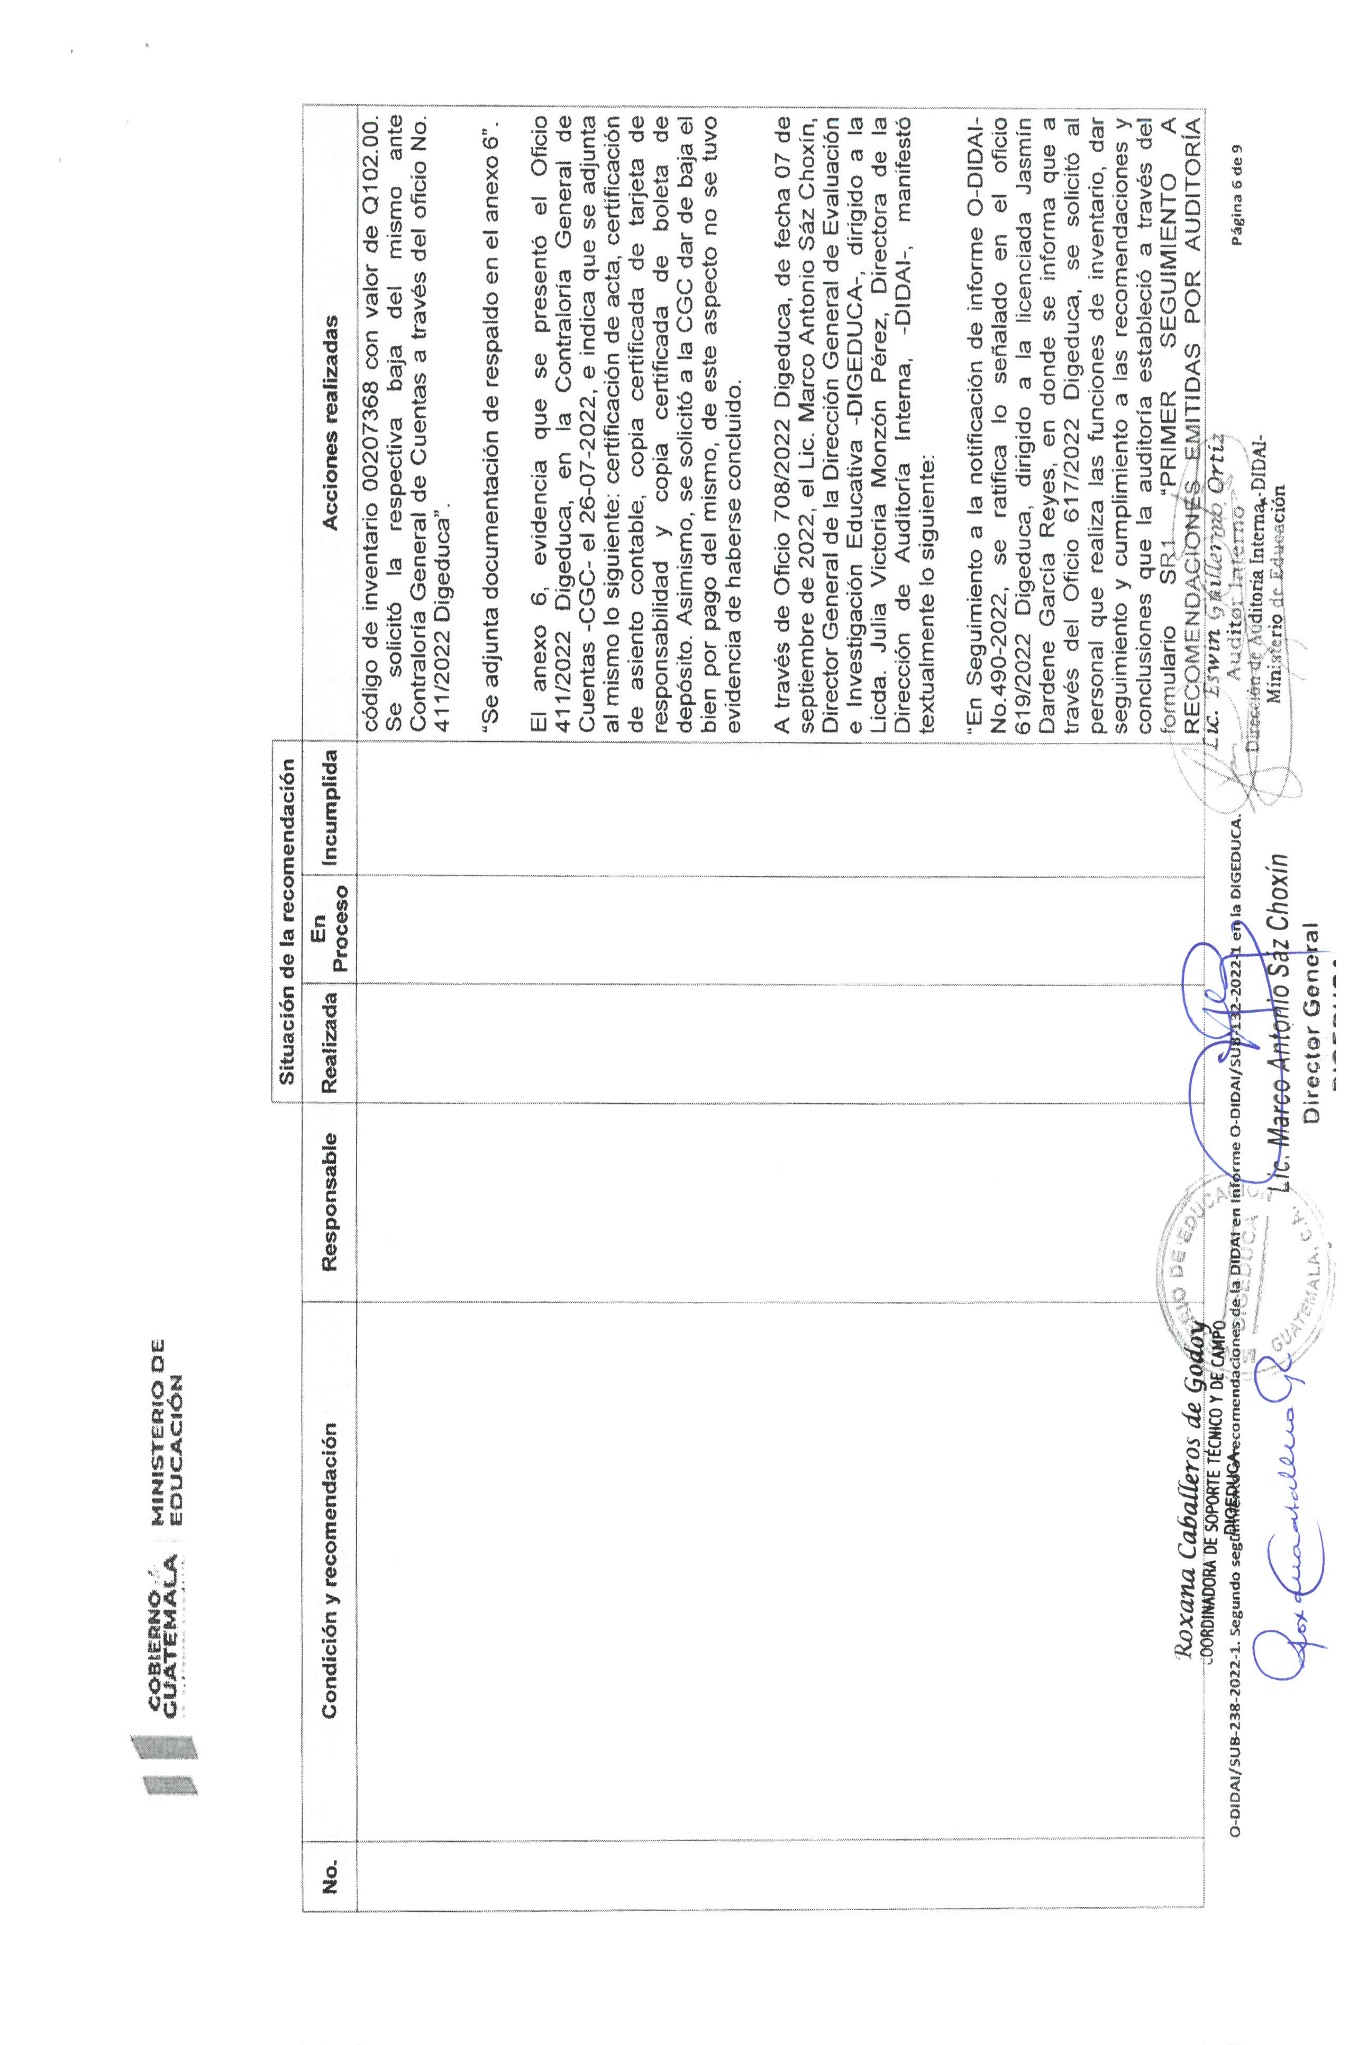 GOBIERNO DE
GUATEMALA
MINISTERIO DE
EDUCACIÓN
Situación de la recomendación
No.
Condición y recomendación
Responsable
Realizada
En
Proceso
Incumplida
Acciones realizadas
código de inventario 00207368 con valor de Q102.00.
Se solicitó la respectiva baja del mismo ante
Contraloría General de Cuentas a través del oficio No.
411/2022 Digeduca”.
“Se adjunta documentación de respaldo en el anexo 6”.
El anexo 6, evidencia que se presentó el Oficio
411/2022 Digeduca, en la Contraloría General de
Cuentas -CGC- el 26-07-2022, e indica que se adjunta
al mismo lo siguiente: certificación de acta, certificación
de asiento contable, copia certificada de tarjeta de
responsabilidad y copia certificada de boleta de
depósito. Asimismo, se solicitó a la CGC dar de baja el
bien por pago del mismo, de este aspecto no se tuvo
evidencia de haberse concluido.
A través de Oficio 708/2022 Digeduca, de fecha 07 de
septiembre de 2022, el Lic. Marco Antonio Sáz Choxín,
Director General de la Dirección General de Evaluación
e Investigación Educativa -DIGEDUCA-, dirigido a la
Licda. Julia Victoria Monzón Pérez, Directora de la
Dirección de Auditoría Interna, -DIDAI-, manifestó
textualmente lo siguiente:
“En Seguimiento a la notificación de informe O-DIDAI-
No.490-2022, se ratifica lo señalado en el oficio
619/2022 Digeduca, dirigido a la licenciada Jasmín
Dardene García Reyes, en donde se informa que a
través del Oficio 617/2022 Digeduca, se solicitó al
personal que realiza las funciones de inventario, dar
seguimiento y cumplimiento a las recomendaciones y
conclusiones que la auditoría estableció a través del
formulario SR1 “PRIMER SEGUIMIENTO A
RECOMENDACIONES EMITIDAS POR AUDITORÍA
Lic. Eswin Guillermo Ortiz
Auditor Interno
Dirección de Auditoría Interna -DIDAI-
Ministerio de Educación
Página 6 de 9
Roxana Caballeros de Godoy
COORDINADORA DE SOPORTE TÉCNICO Y DE CAMPO
DIGEDUCA
O-DIDAI/SUB-238-2022-1. Segundo seguimiento a recomendaciones de la DIDAI en Informe O-DIDAI/SUB-132-2022-1 en la DIGEDUCA.
DE EDUCACIÓN
DIGEDUCA
GUATEMALA, C.A.
Lic. Marco Antonio Sáz Choxín
Director General
DIGEDUCA